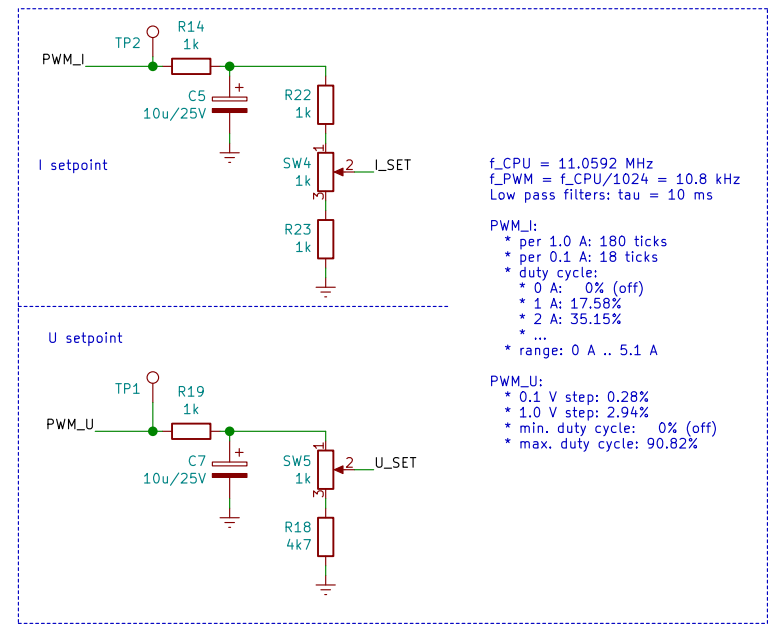 R14
1k
TP2
PWM_I
C5
10u/25V
+
R22
1k
I setpoint
SW4
1k
1
2
3
I_SET
R23
1k
f_CPU = 11.0592 MHz
f_PWM = f_CPU/1024 = 10.8 kHz
Low pass filters: tau = 10 ms
PWM_I:
* per 1.0 A: 180 ticks
* per 0.1 A: 18 ticks
* duty cycle:
* 0 A:   0% (off)
* 1 A: 17.58%
* 2 A: 35.15%
* ...
* range: 0 A .. 5.1 A
PWM_U:
* 0.1 V step: 0.28%
* 1.0 V step: 2.94%
* min. duty cycle:   0% (off)
* max. duty cycle: 90.82%
U setpoint
TP1
R19
1k
PWM_U
C7
10u/25V
+
SW5
1k
1
2
3
U_SET
R18
4k7